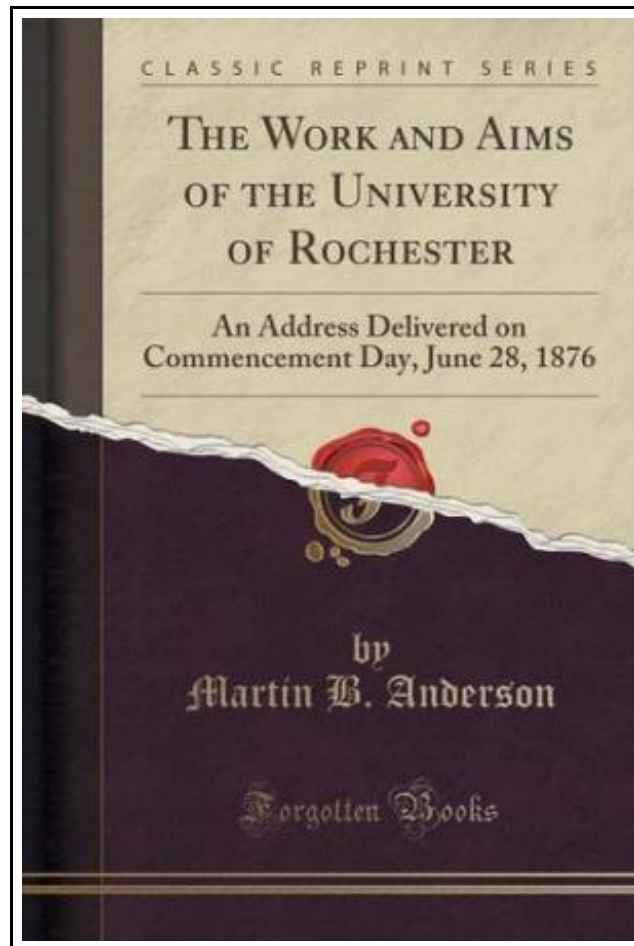 CLASSIC REPRINT SERIES
THE WORK AND AIMS
OF THE UNIVERSITY
OF ROCHESTER
An Address Delivered on
Commencement Day, June 28, 1876
F
by
Martin B. Anderson
Forgotten Books